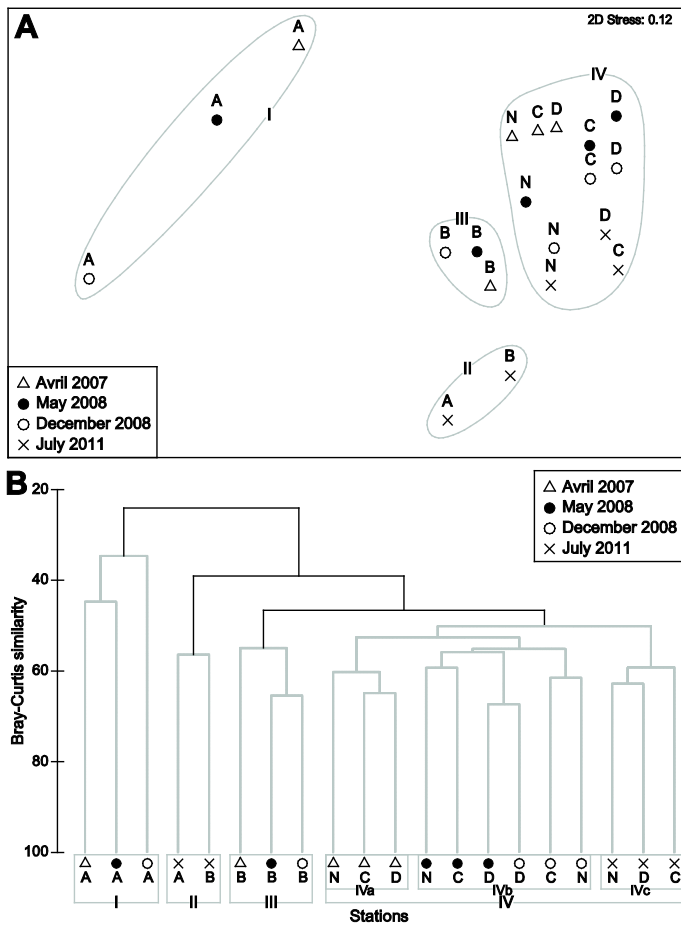 A
2D Stress: 0.12
A
A
I
A
IV
N C D
D
C
C
D
N
N
D
N
C
III
B B
B
II
B
A
Avril 2007
May 2008
December 2008
July 2011
B
Avril 2007
May 2008
December 2008
July 2011
Bray-Curtis similarity
20
40
60
80
100
A A A A B B B B N C D N C D D C N N D C
IVa IVb IVc
I II III IV
Stations